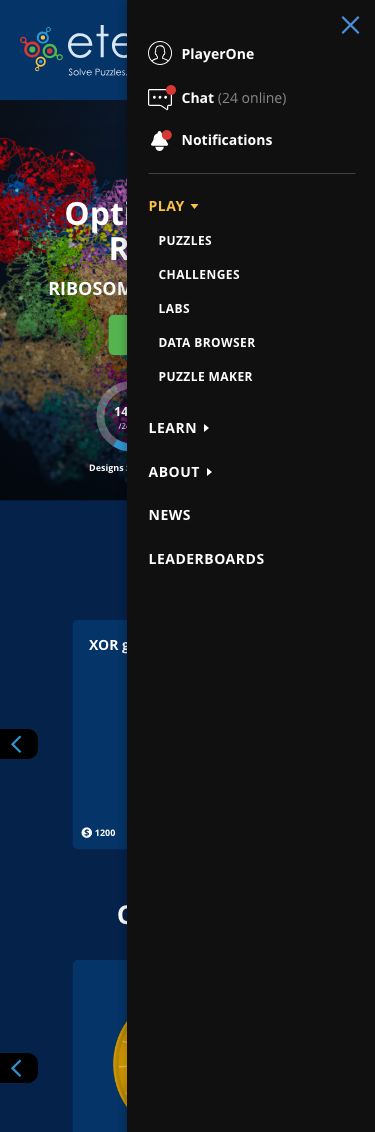 ete
Solve Puzzles.
PlayerOne
Chat (24 online)
Notifications
PLAY
PUZZLES
CHALLENGES
LABS
DATA BROWSER
PUZZLE MAKER
LEARN
ABOUT
NEWS
LEADERBOARDS
Opti
R
RIBOSOM
14
/2
Designs
XOR g
1200